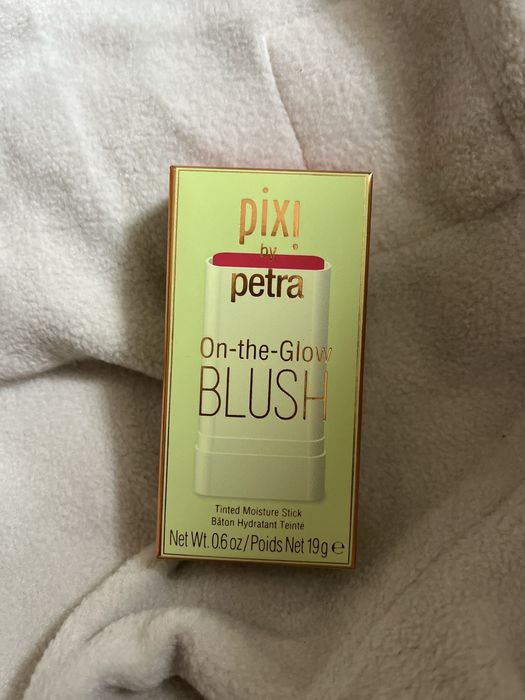 pixi
by
petra
On-the-Glow
BLUSH
Tinted Moisture Stick
Bâton Hydratant Teinté
Net Wt. 0.6 oz/Poids Net 19g ℮